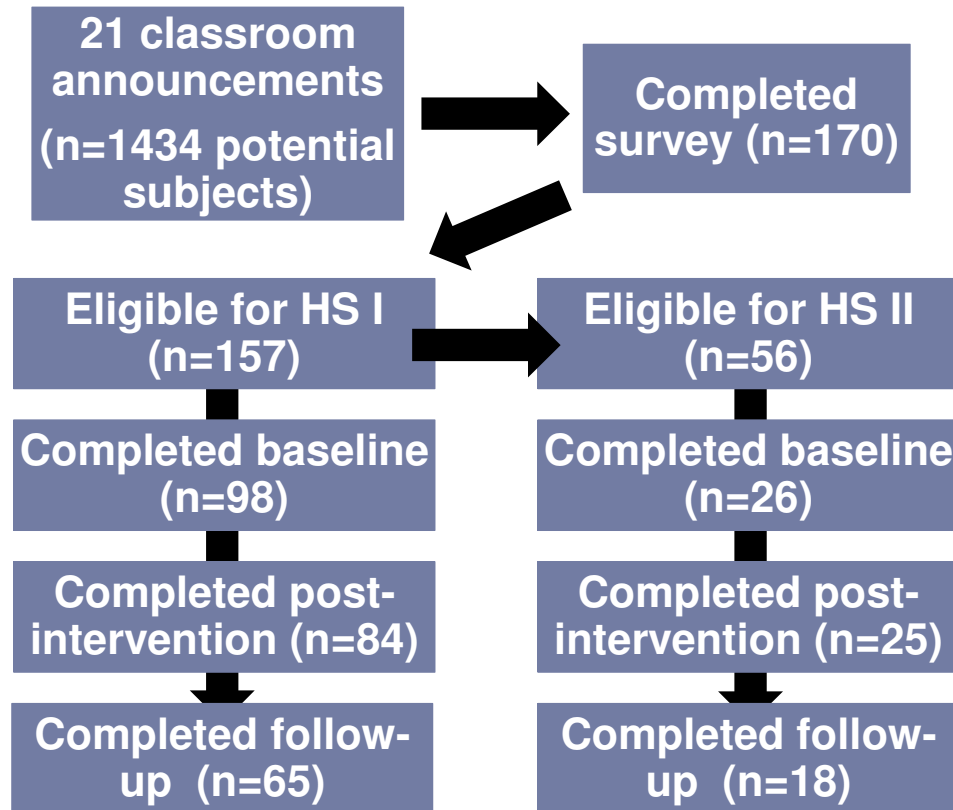 21 classroom
announcements
(n=1434 potential
subjects)
Completed
survey (n=170)
Eligible for HS I
(n=157)
Eligible for HS II
(n=56)
Completed baseline
(n=98)
Completed baseline
(n=26)
Completed post-
intervention (n=84)
Completed post-
intervention (n=25)
Completed follow-
up (n=65)
Completed follow-
up (n=18)